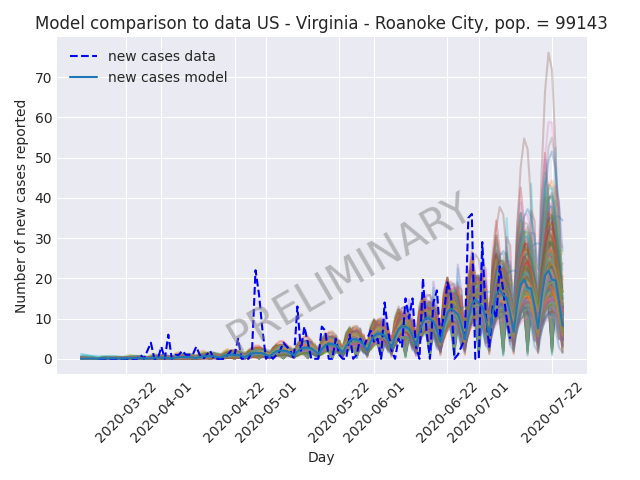 Model comparison to data US - Virginia - Roanoke City, pop. = 99143
new cases data
new cases model
Number of new cases reported
70
60
50
40
30
20
10
0
PRELIMINARY
2020-03-22
2020-04-01
2020-04-22
2020-05-01
2020-05-22
2020-06-01
2020-06-22
2020-07-01
2020-07-22
Day